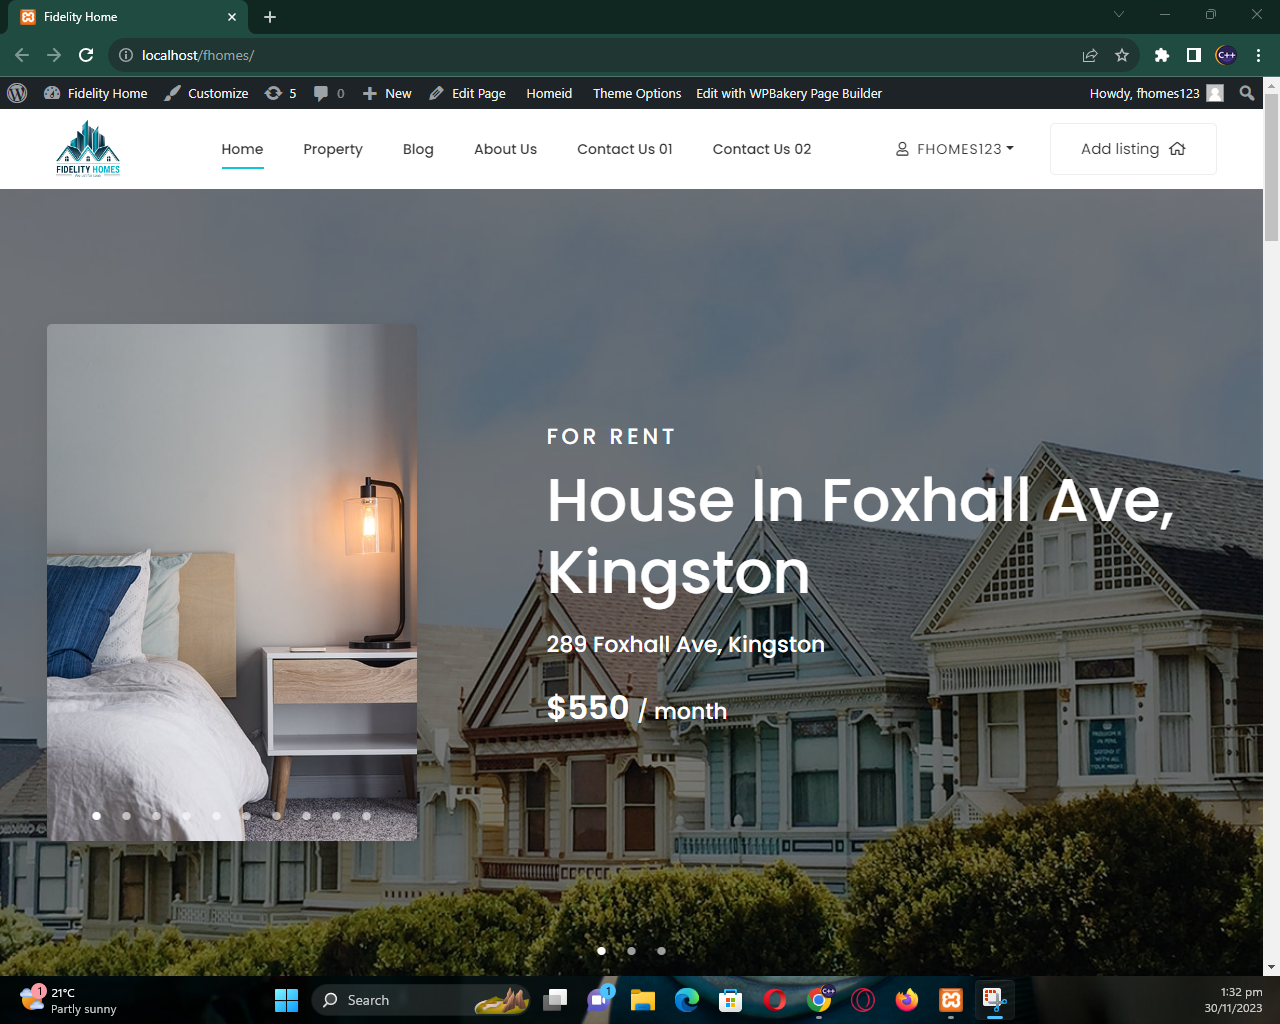 Fidelity Home
localhost/fhomes/
C++
Fidelity Home
Customize
5
0
New
Edit Page
Homeid
Theme Options
Edit with WPBakery Page Builder
Howdy, fhomes123
FIDELITY HOMES
Home
Property
Blog
About Us
Contact Us 01
Contact Us 02
FHOMES123
Add listing
FOR RENT
House In Foxhall Ave,
Kingston
289 Foxhall Ave, Kingston
$550 / month
1
21°C
Partly sunny
Search
1
C++
1:32 pm
30/11/2023